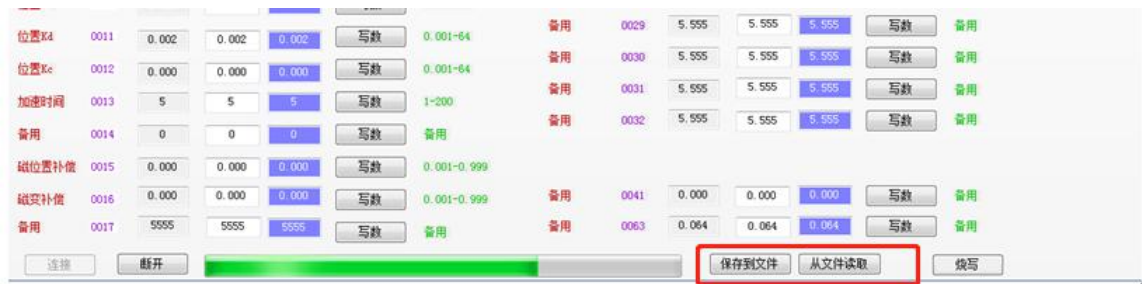 位置Kd 0011 0.002 0.002 0.002 写数 0.001-64
位置Kc 0012 0.000 0.000 0.000 写数 0.001-64
加速时间 0013 5 5 5 写数 1-200
备用 0014 0 0 0 写数 备用
磁位置补偿 0015 0.000 0.000 0.000 写数 0.001-0.999
磁变补偿 0016 0.000 0.000 0.000 写数 0.001-0.999
备用 0017 5555 5555 5555 写数 备用
备用 0029 5.555 5.555 5.555 写数 备用
备用 0030 5.555 5.555 5.555 写数 备用
备用 0031 5.555 5.555 5.555 写数 备用
备用 0032 5.555 5.555 5.555 写数 备用
备用 0041 0.000 0.000 0.000 写数 备用
备用 0063 0.064 0.064 0.064 写数 备用
连接 断开 保存到文件 从文件读取 烧写